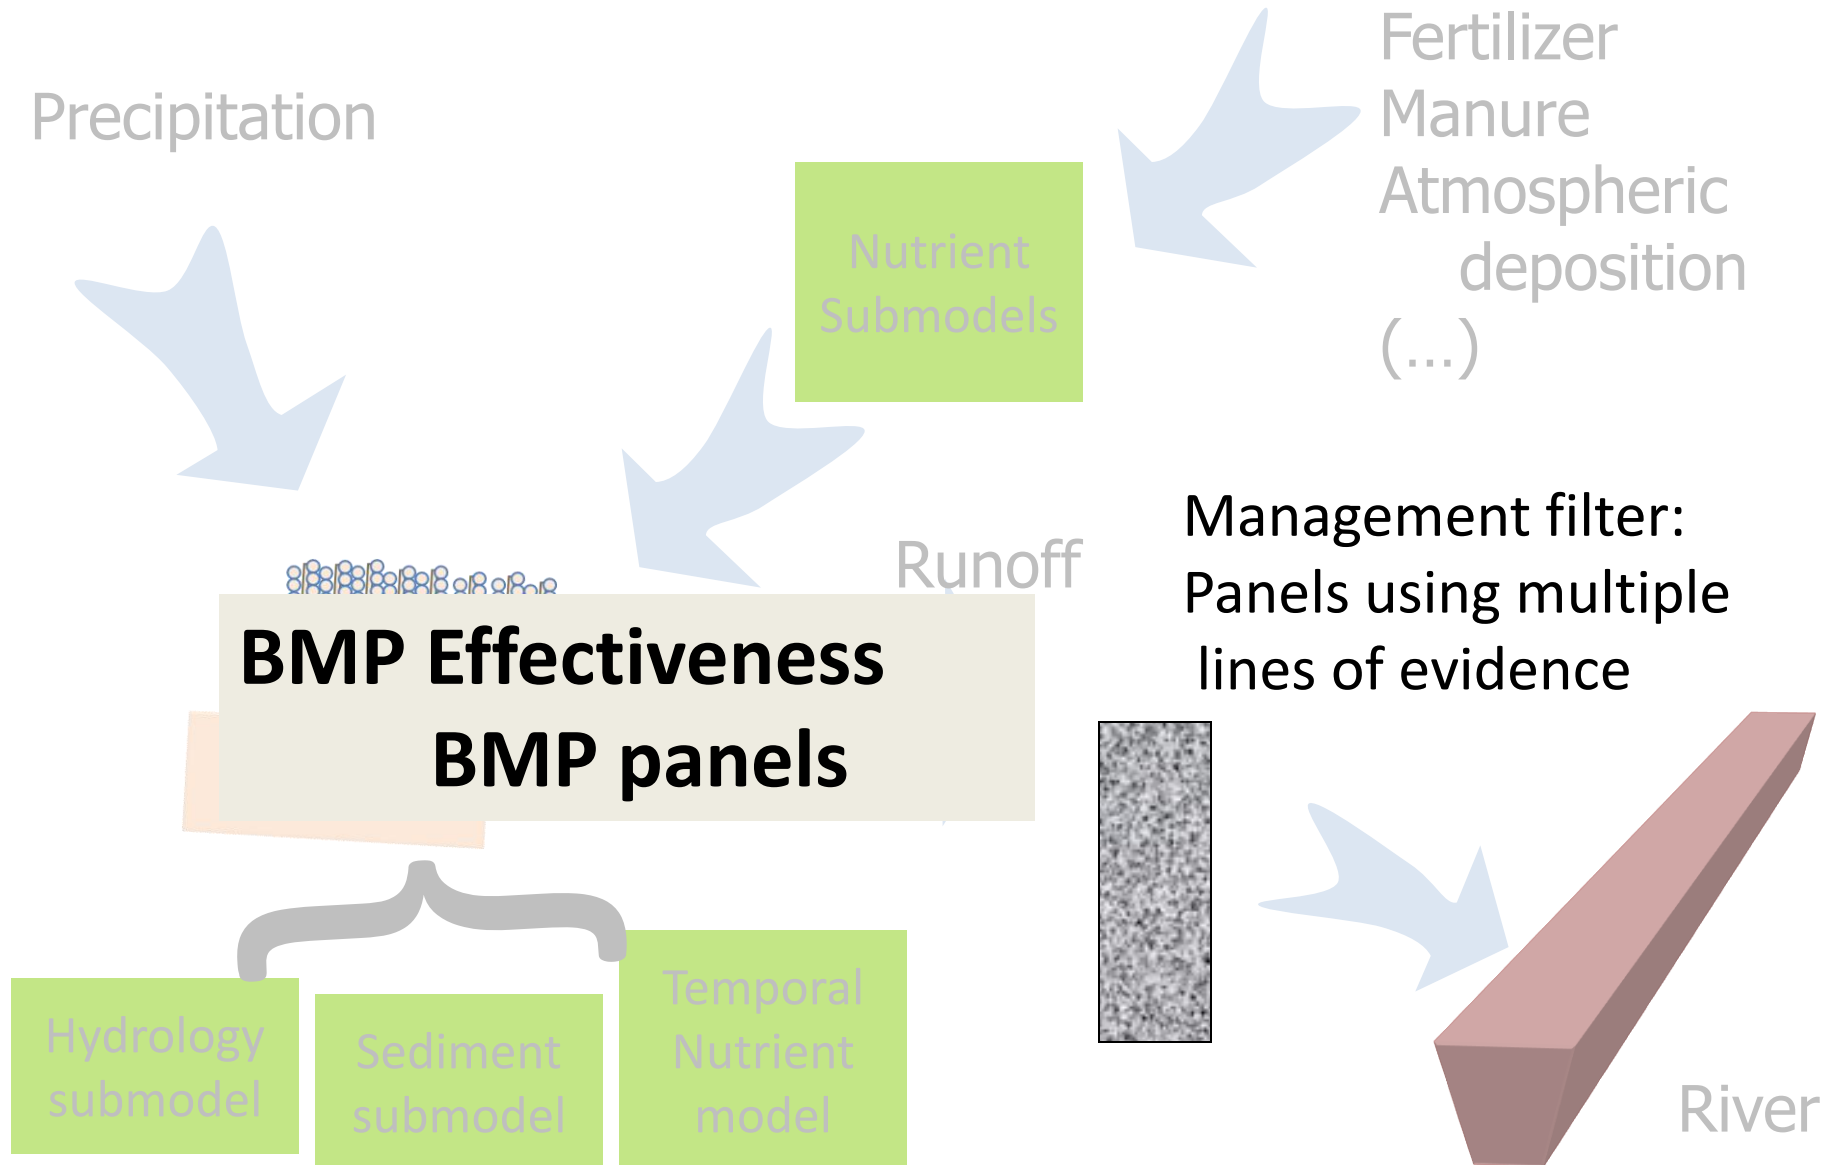 Precipitation
Fertilizer
Manure
Atmospheric
deposition
(...)
Nutrient
Submodels
Runoff
Management filter:
Panels using multiple
lines of evidence
BMP Effectiveness
BMP panels
Hydrology
submodel
Sediment
submodel
Temporal
Nutrient
model
River